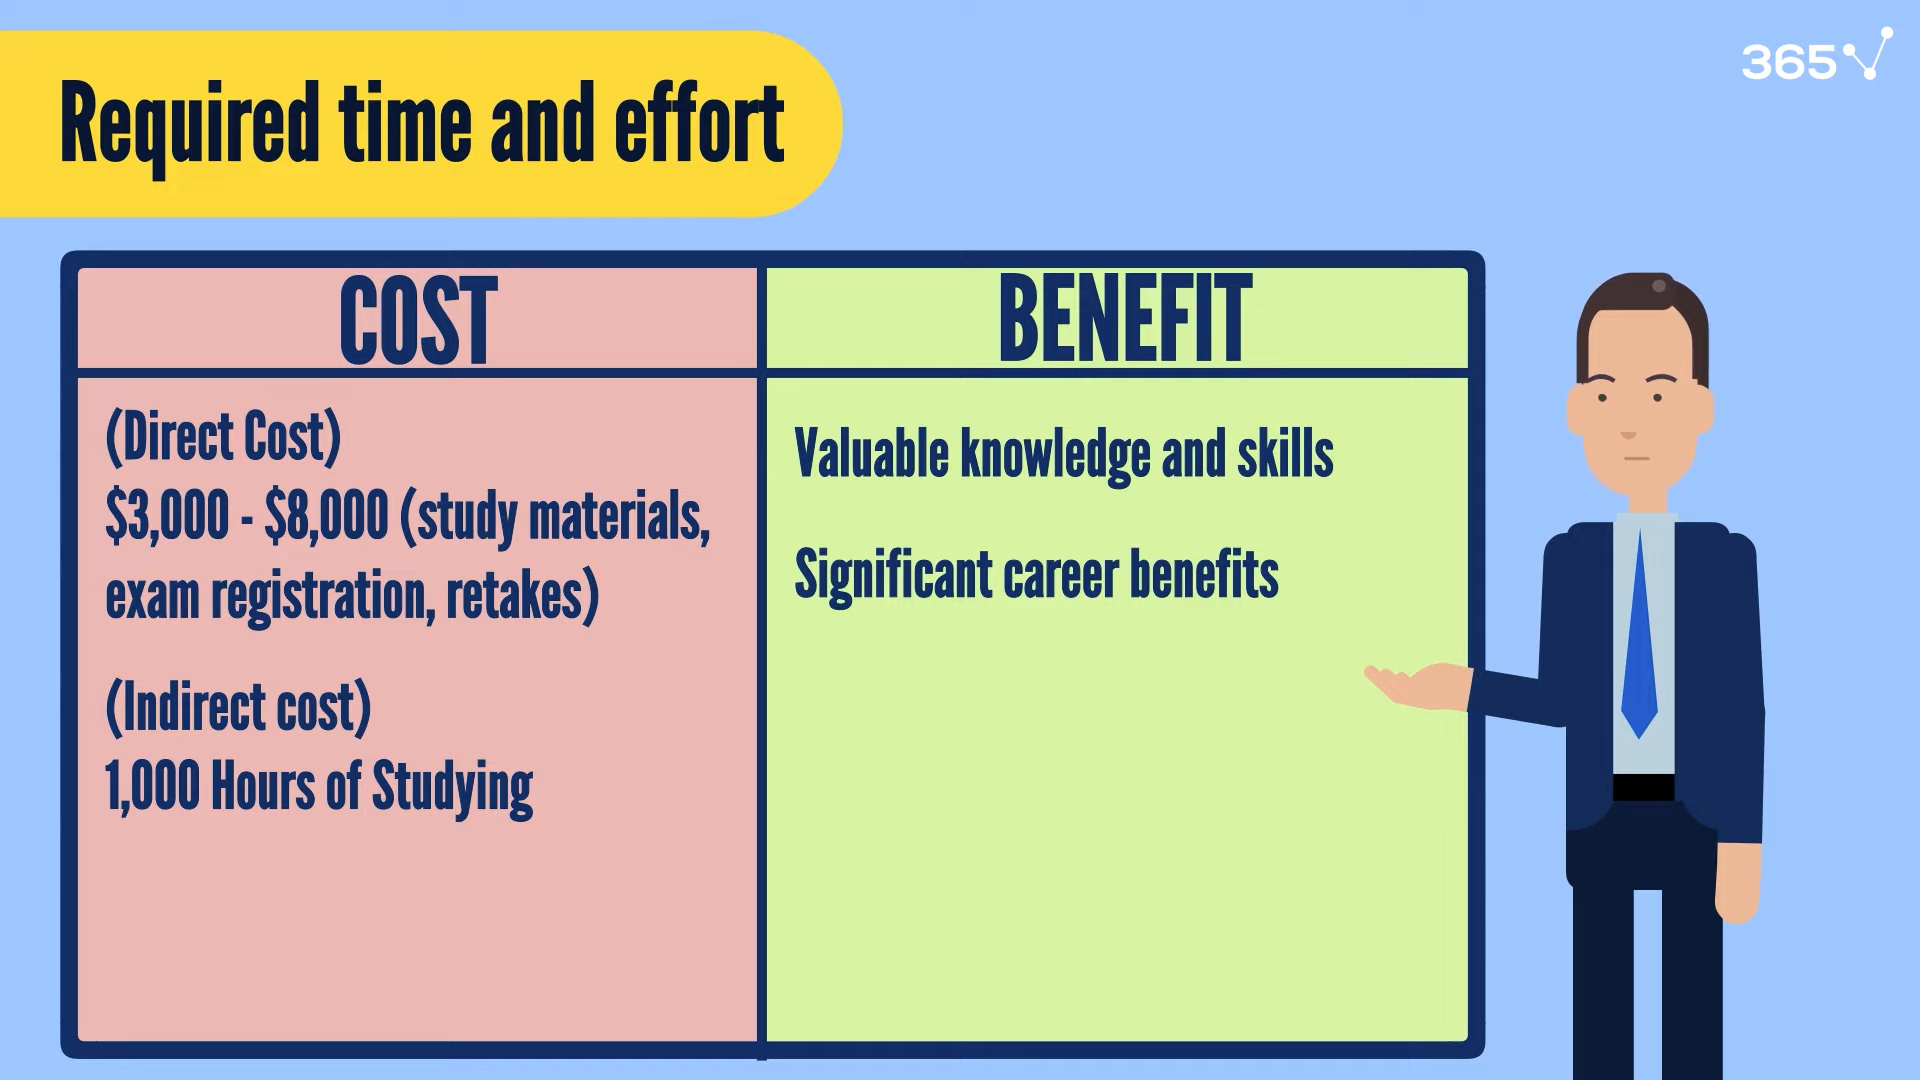 365
Required time and effort
COST
BENEFIT
(Direct Cost)
$3,000 - $8,000 (study materials,
exam registration, retakes)
(Indirect cost)
1,000 Hours of Studying
Valuable knowledge and skills
Significant career benefits